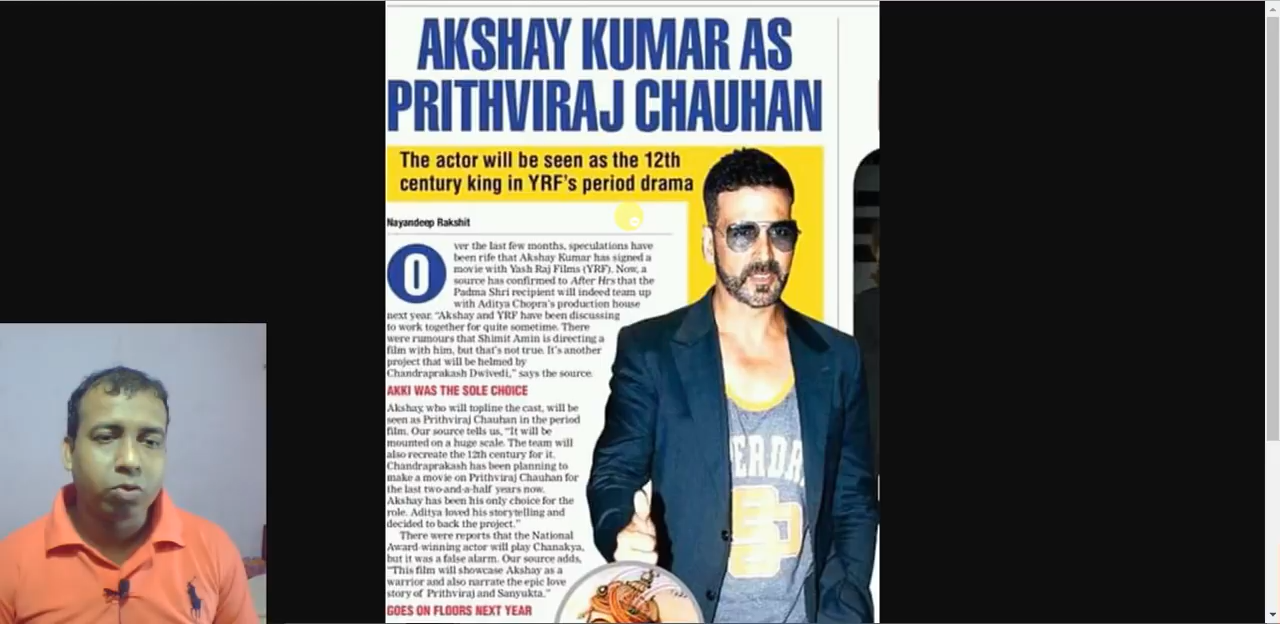 AKSHAY KUMAR AS
PRITHVIRAJ CHAUHAN
The actor will be seen as the 12th
century king in YRF's period drama
Nayandeep Rakshit
Over the last few months, speculations have
been rife that Akshay Kumar has signed a
movie with Yash Raj Films (YRF). Now, a
source has confirmed to After Hrs that the
Padma Shri recipient will indeed team up
with Aditya Chopra's production house
next year. "Akshay and YRF have been discussing
to work together for quite sometime. There
were rumours that Shimit Amin is directing a
film with him, but that's not true. It's another
project that will be helmed by
Chandraprakash Dwivedi," says the source.
AKKI WAS THE SOLE CHOICE
Akshay, who will topline the cast, will be
seen as Prithviraj Chauhan in the period
film. Our source tells us, "It will be
mounted on a huge scale. The team will
also recreate the 12th century for it.
Chandraprakash has been planning to
make a movie on Prithviraj Chauhan for
the last two-and-a-half years now.
Akshay has been his only choice for the
role. Aditya loved his storytelling and
decided to back the project."
There were reports that the National
Award-winning actor will play Chanakya,
but it was a false alarm. Our source adds,
"This film will showcase Akshay as a
warrior and also narrate the epic love
story of Prithviraj and Sanyukta."
GOES ON FLOORS NEXT YEAR